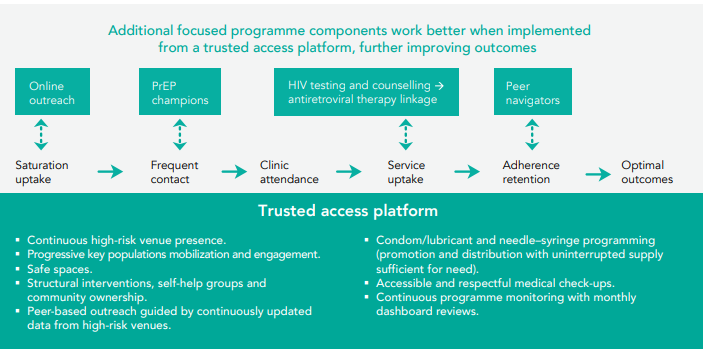 Additional focused programme components work better when implemented
from a trusted access platform, further improving outcomes
Online
outreach
PrEP
champions
HIV testing and counselling →
antiretroviral therapy linkage
Peer
navigators
Saturation
uptake
Frequent
contact
Clinic
attendance
Service
uptake
Adherence
retention
Optimal
outcomes
Trusted access platform
▪ Continuous high-risk venue presence.
▪ Progressive key populations mobilization and engagement.
▪ Safe spaces.
▪ Structural interventions, self-help groups and
community ownership.
▪ Peer-based outreach guided by continuously updated
data from high-risk venues.
▪ Condom/lubricant and needle–syringe programming
(promotion and distribution with uninterrupted supply
sufficient for need).
▪ Accessible and respectful medical check-ups.
▪ Continuous programme monitoring with monthly
dashboard reviews.